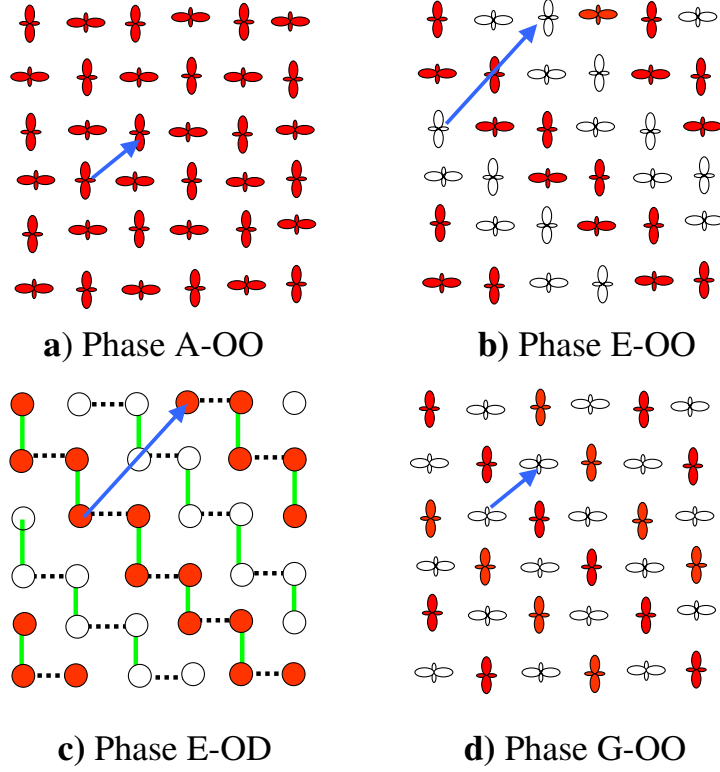 a) Phase A-OO
b) Phase E-OO
c) Phase E-OD
d) Phase G-OO